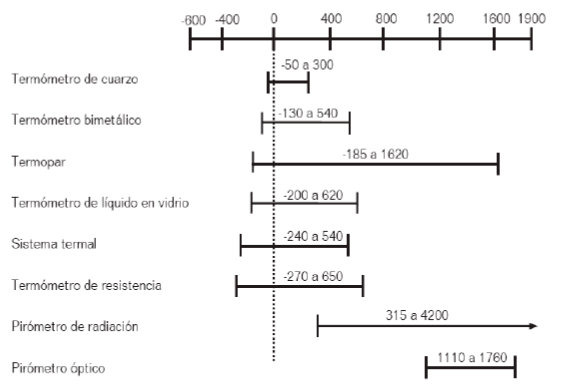 -600 -400 0 400 800 1200 1600 1900
Termómetro de cuarzo -50 a 300
Termómetro bimetálico -130 a 540
Termopar -185 a 1620
Termómetro de líquido en vidrio -200 a 620
Sistema termal -240 a 540
Termómetro de resistencia -270 a 650
Pirómetro de radiación 315 a 4200
Pirómetro óptico 1110 a 1760